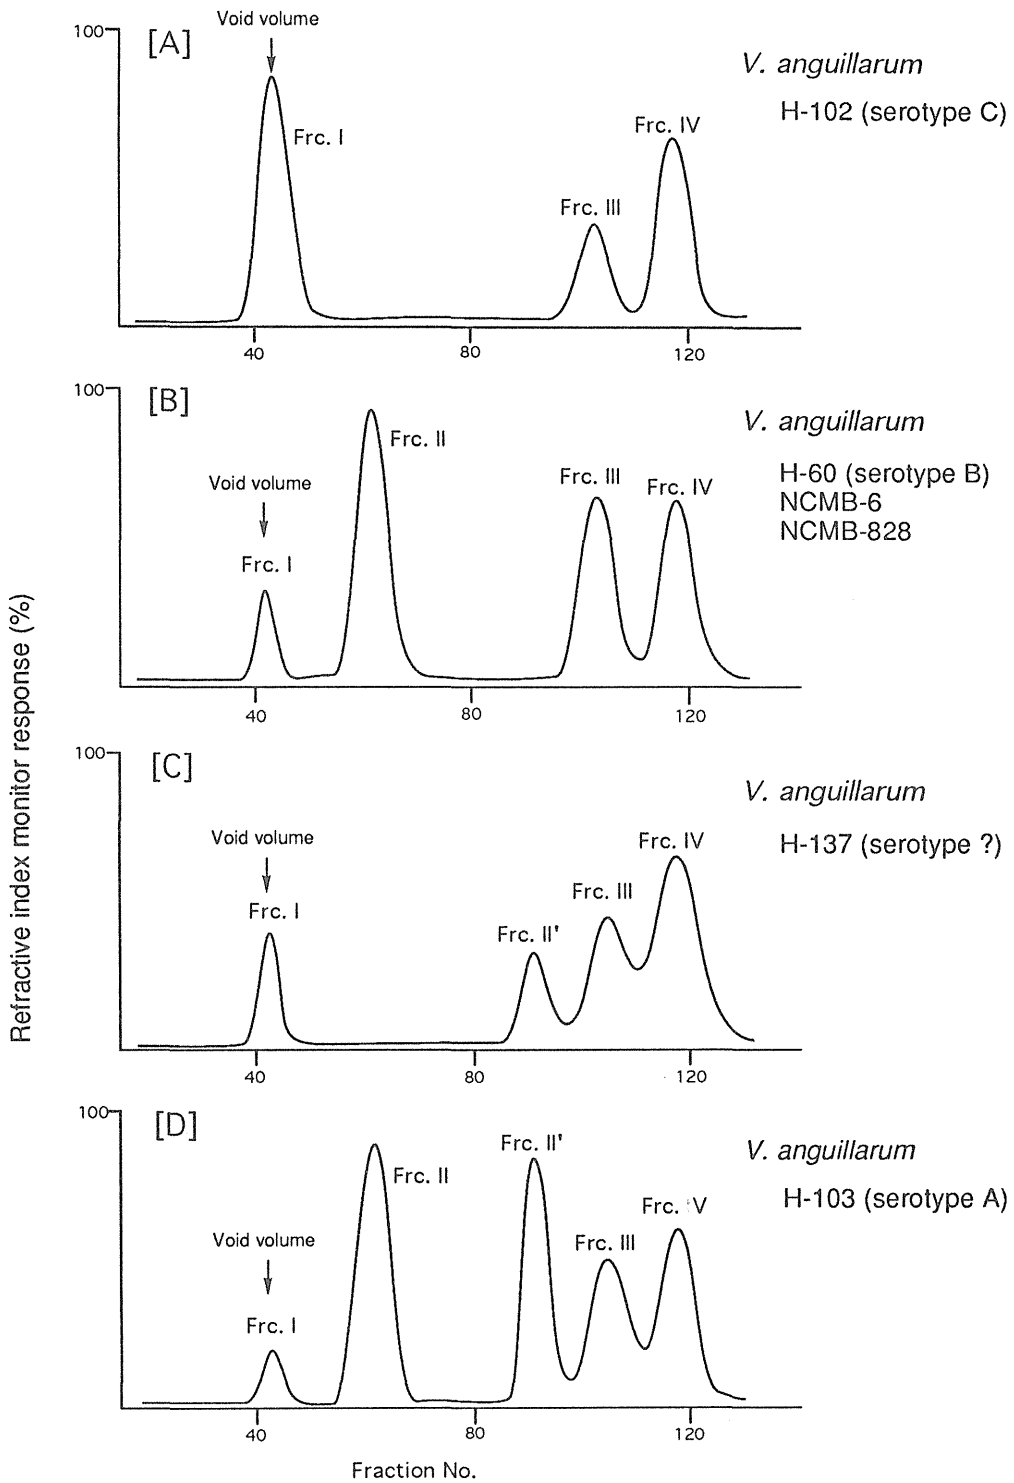 Void volume
100
[A]
V. anguillarum
H-102 (serotype C)
Frc. I
Frc. IV
Frc. III
40
80
120
100
[B]
V. anguillarum
Frc. II
H-60 (serotype B)
Void volume
Frc. III
Frc. IV
NCMB-6
NCMB-828
Frc. I
40
80
120
Refractive index monitor response (%)
100
[C]
V. anguillarum
Void volume
Frc. IV
H-137 (serotype ?)
Frc. III
Frc. I
Frc. II'
40
80
120
100
[D]
Frc. II'
V. anguillarum
Frc. II
H-103 (serotype A)
Frc. V
Void volume
Frc. III
Frc. I
40
80
120
Fraction No.